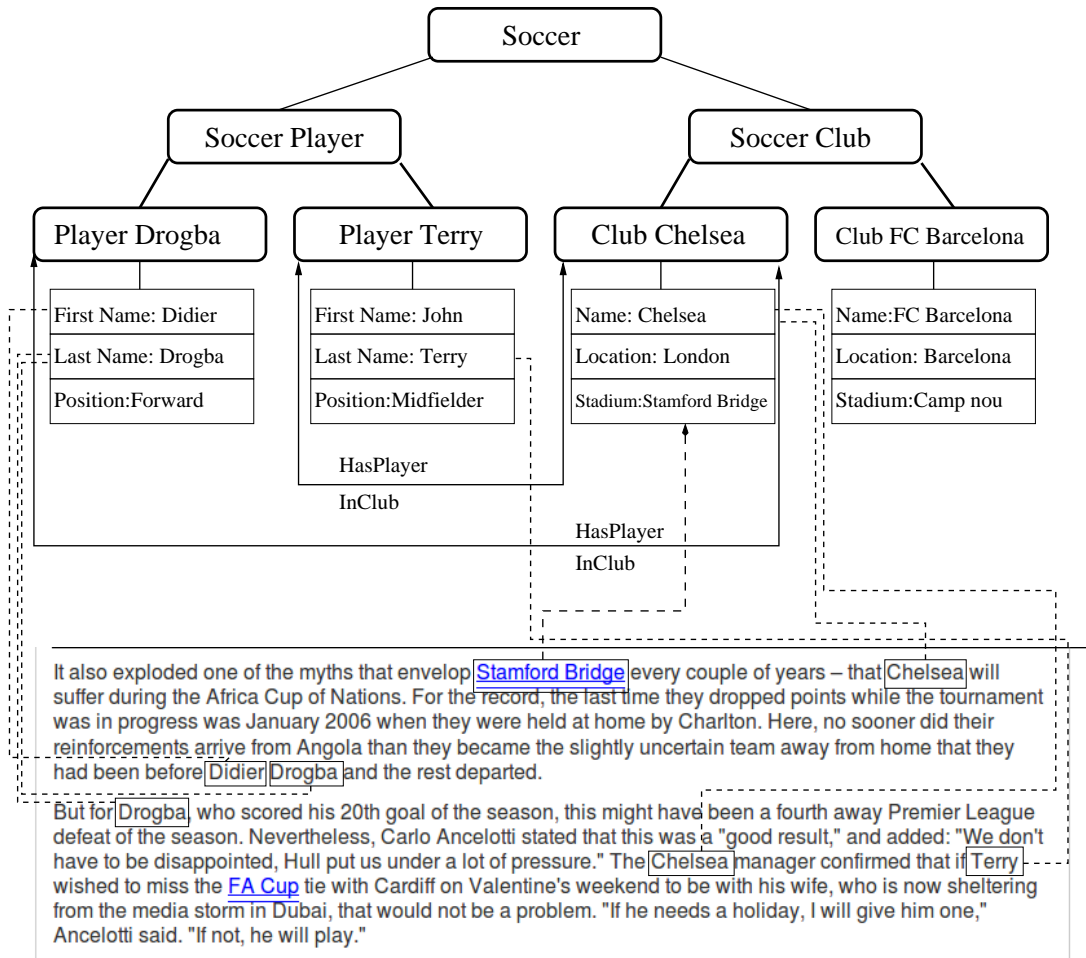 Soccer
Soccer Player
Soccer Club
Player Drogba
Player Terry
Club Chelsea
Club FC Barcelona
First Name: Didier
First Name: John
Name: Chelsea
Name:FC Barcelona
Last Name: Drogba
Last Name: Terry
Location: London
Location: Barcelona
Position:Forward
Position:Midfielder
Stadium:Stamford Bridge
Stadium:Camp nou
HasPlayer
InClub
HasPlayer
InClub
It also exploded one of the myths that envelop Stamford Bridge every couple of years – that Chelsea will
suffer during the Africa Cup of Nations. For the record, the last time they dropped points while the tournament
was in progress was January 2006 when they were held at home by Charlton. Here, no sooner did their
reinforcements arrive from Angola than they became the slightly uncertain team away from home that they
had been before Didier Drogba and the rest departed.
But for Drogba, who scored his 20th goal of the season, this might have been a fourth away Premier League
defeat of the season. Nevertheless, Carlo Ancelotti stated that this was a "good result," and added: "We don't
have to be disappointed, Hull put us under a lot of pressure." The Chelsea manager confirmed that if Terry
wished to miss the FA Cup tie with Cardiff on Valentine's weekend to be with his wife, who is now sheltering
from the media storm in Dubai, that would not be a problem. "If he needs a holiday, I will give him one,"
Ancelotti said. "If not, he will play."